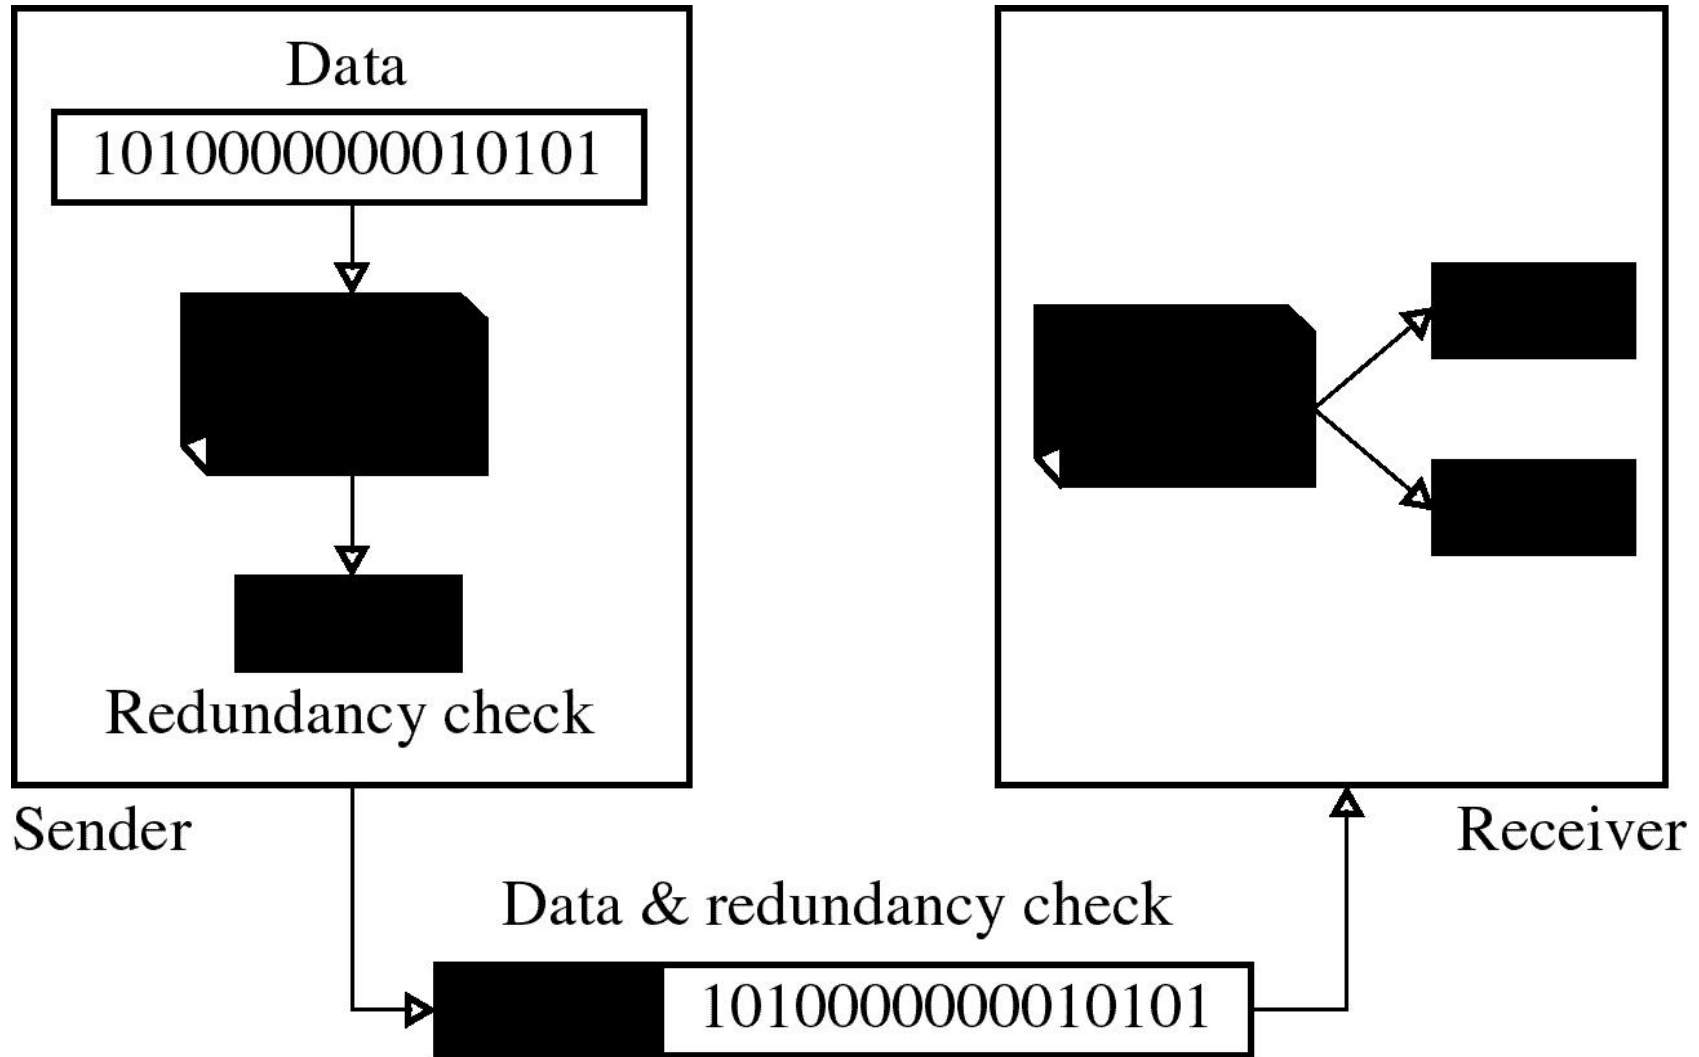 Data
1010000000010101
Redundancy check
Sender
Receiver
Data & redundancy check
1010000000010101